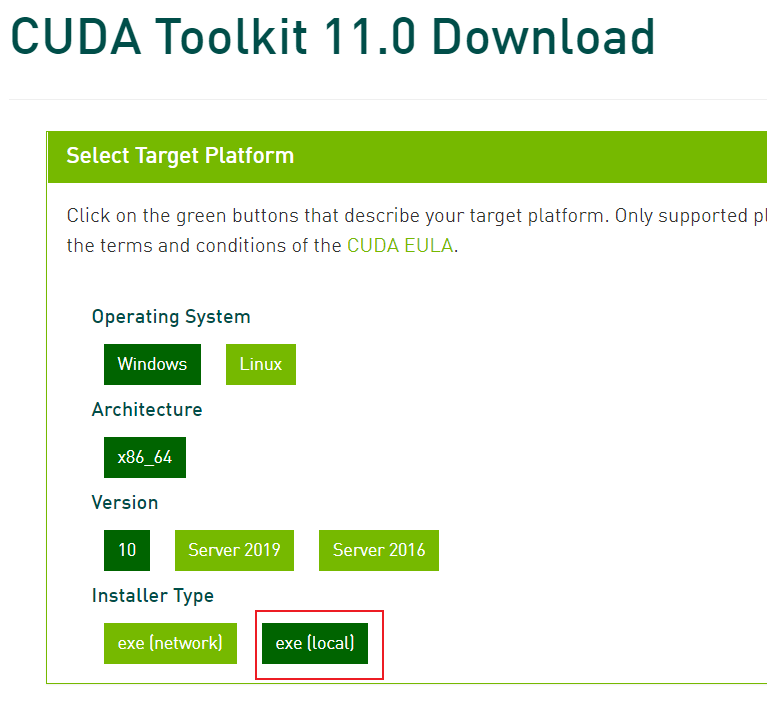 CUDA Toolkit 11.0 Download
Select Target Platform
Click on the green buttons that describe your target platform. Only supported
the terms and conditions of the CUDA EULA.
Operating System
Windows Linux
Architecture
x86_64
Version
10 Server 2019 Server 2016
Installer Type
exe (network) exe (local)